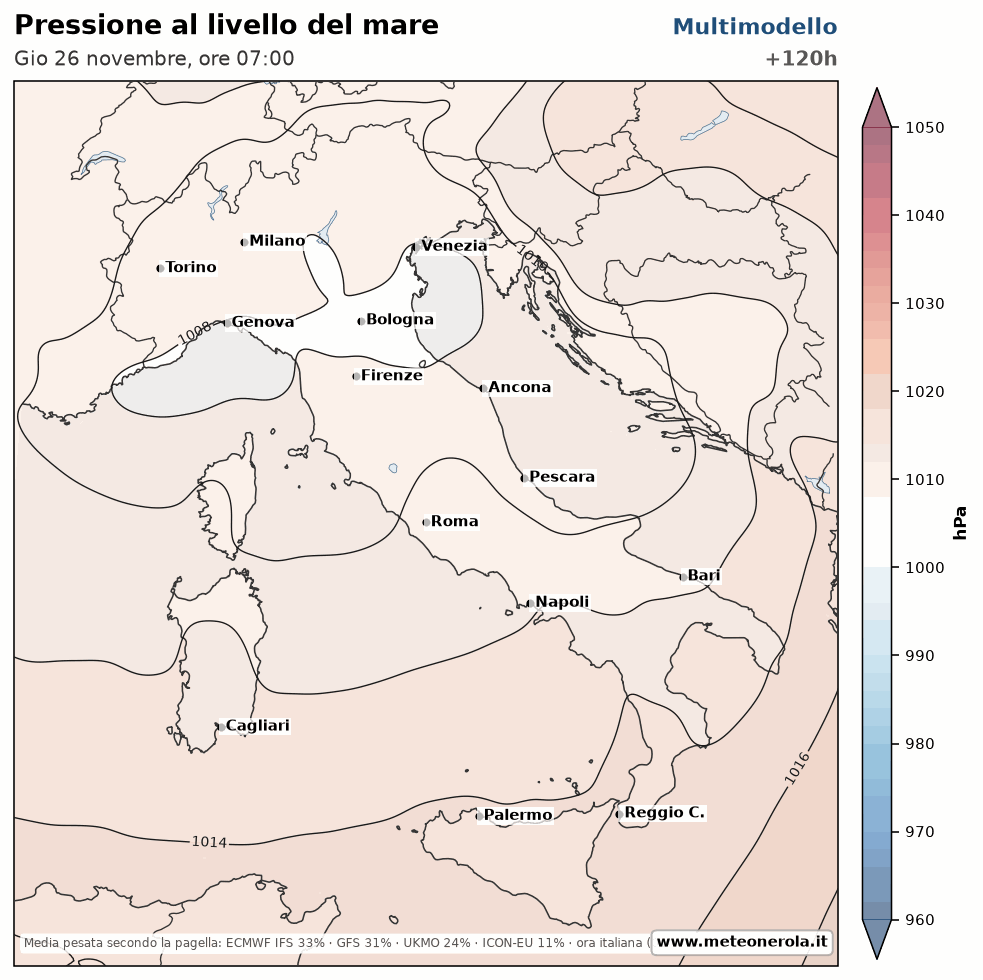 Pressione al livello del mare
Multimodello
Gio 26 novembre, ore 07:00
+120h
1050
1040
1030
1020
1010
1000
990
980
970
960
hPa
Milano
Venezia
Torino
1010
Genova
Bologna
1008
Firenze
Ancona
Pescara
Roma
Bari
Napoli
Cagliari
1016
Palermo
Reggio C.
1014
Media pesata secondo la pagella: ECMWF IFS 33% · GFS 31% · UKMO 24% · ICON-EU 11% · ora italiana (
www.meteonerola.it